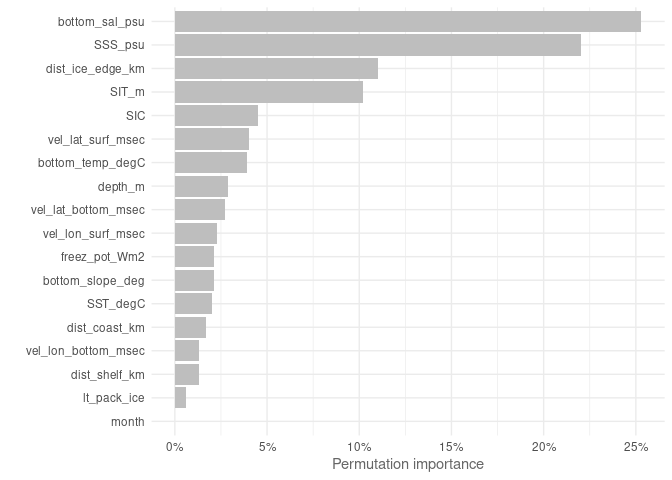 bottom_sal_psu
SSS_psu
dist_ice_edge_km
SIT_m
SIC
vel_lat_surf_msec
bottom_temp_degC
depth_m
vel_lat_bottom_msec
vel_lon_surf_msec
freez_pot_Wm2
bottom_slope_deg
SST_degC
dist_coast_km
vel_lon_bottom_msec
dist_shelf_km
lt_pack_ice
month
0% 5% 10% 15% 20% 25%
Permutation importance